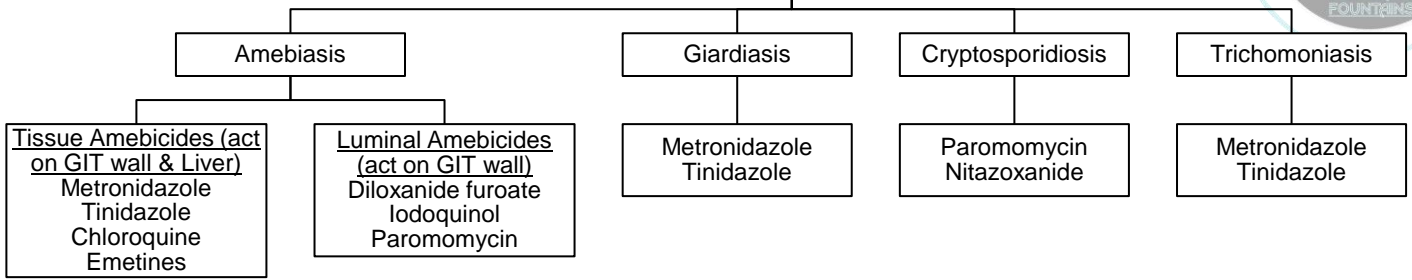 FOUNTAINS
Amebiasis
Giardiasis
Cryptosporidiosis
Trichomoniasis
Tissue Amebicides (act
on GIT wall & Liver)
Metronidazole
Tinidazole
Chloroquine
Emetines
Luminal Amebicides
(act on GIT wall)
Diloxanide furoate
Iodoquinol
Paromomycin
Metronidazole
Tinidazole
Paromomycin
Nitazoxanide
Metronidazole
Tinidazole